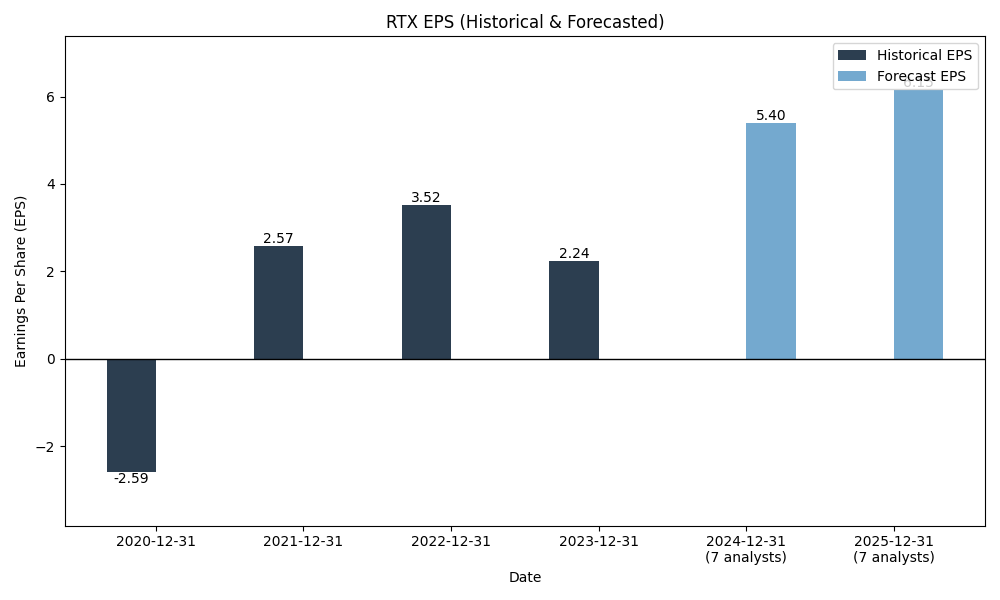 RTX EPS (Historical & Forecasted)
Historical EPS
Forecast EPS
6
4
2
0
−2
Earnings Per Share (EPS)
5.40
3.52
2.57
2.24
-2.59
2020-12-31
2021-12-31
2022-12-31
2023-12-31
2024-12-31
(7 analysts)
2025-12-31
(7 analysts)
Date